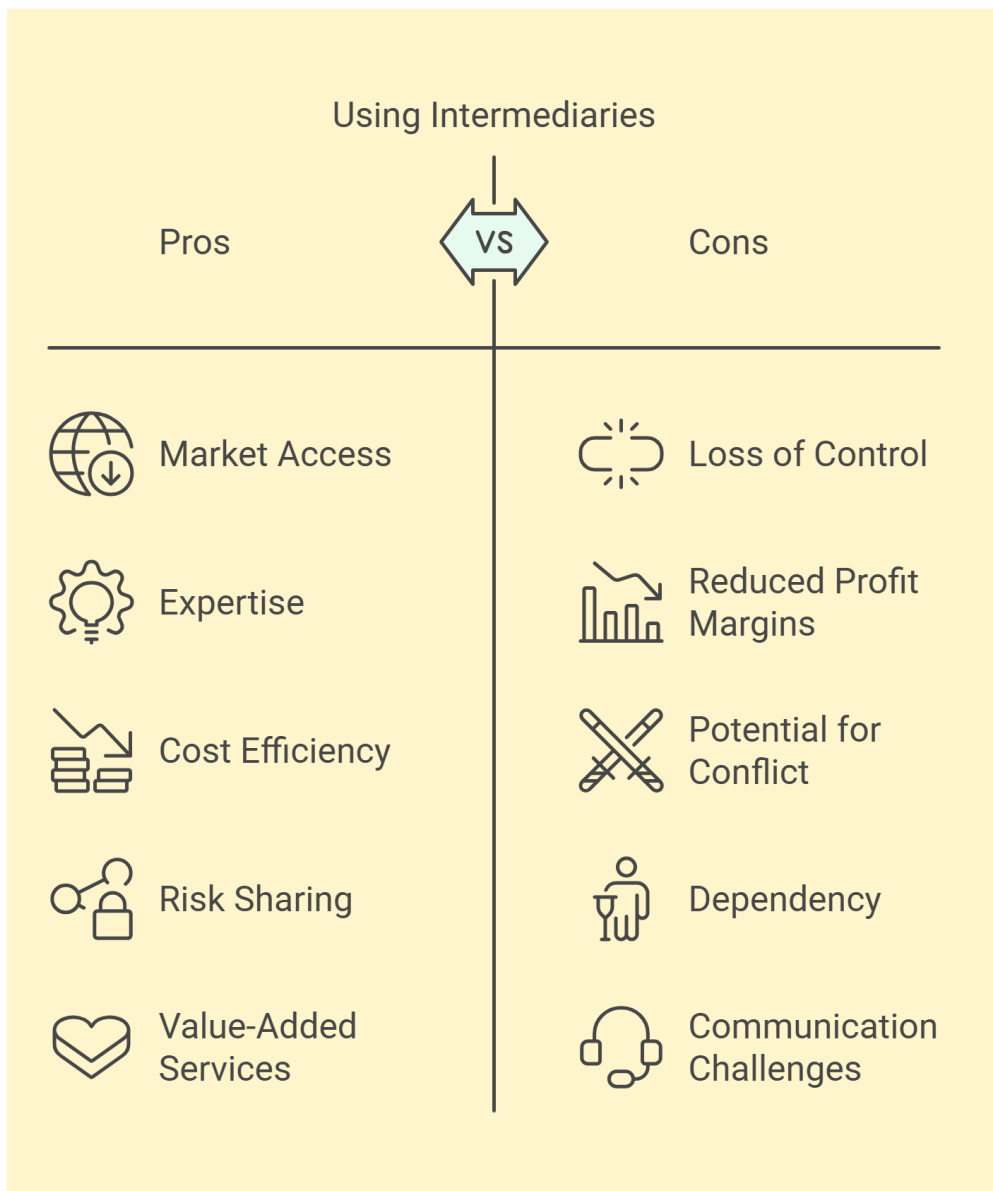 Using Intermediaries
Pros
VS
Cons
Market Access
Loss of Control
Expertise
Reduced Profit
Margins
Cost Efficiency
Potential for
Conflict
Risk Sharing
Dependency
Value-Added
Services
Communication
Challenges